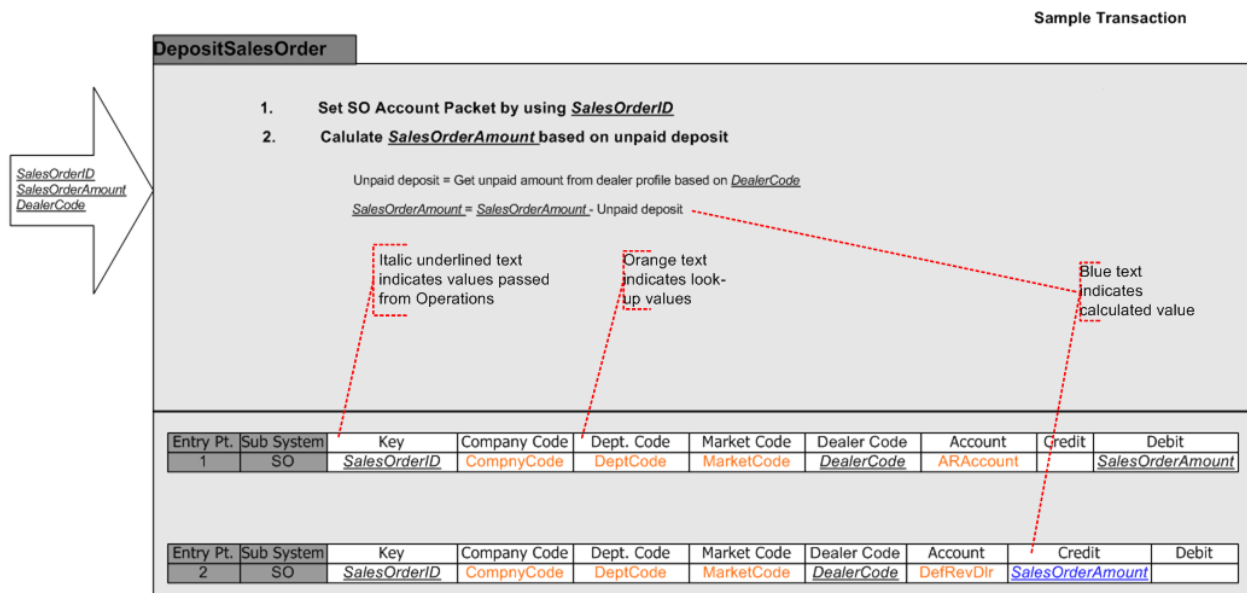 Sample Transaction
DepositSalesOrder
1. Set SO Account Packet by using SalesOrderID
2. Calulate SalesOrderAmount based on unpaid deposit
SalesOrderID
SalesOrderAmount
DealerCode
Unpaid deposit = Get unpaid amount from dealer profile based on DealerCode
SalesOrderAmount = SalesOrderAmount - Unpaid deposit
Italic underlined text
indicates values passed
from Operations
Orange text
indicates look-
up values
Blue text
indicates
calculated value
Entry Pt. Sub System Key Company Code Dept. Code Market Code Dealer Code Account Credit Debit
1 SO SalesOrderID CompnyCode DeptCode MarketCode DealerCode ARAccount SalesOrderAmount
Entry Pt. Sub System Key Company Code Dept. Code Market Code Dealer Code Account Credit Debit
2 SO SalesOrderID CompnyCode DeptCode MarketCode DealerCode DefRevDlr SalesOrderAmount